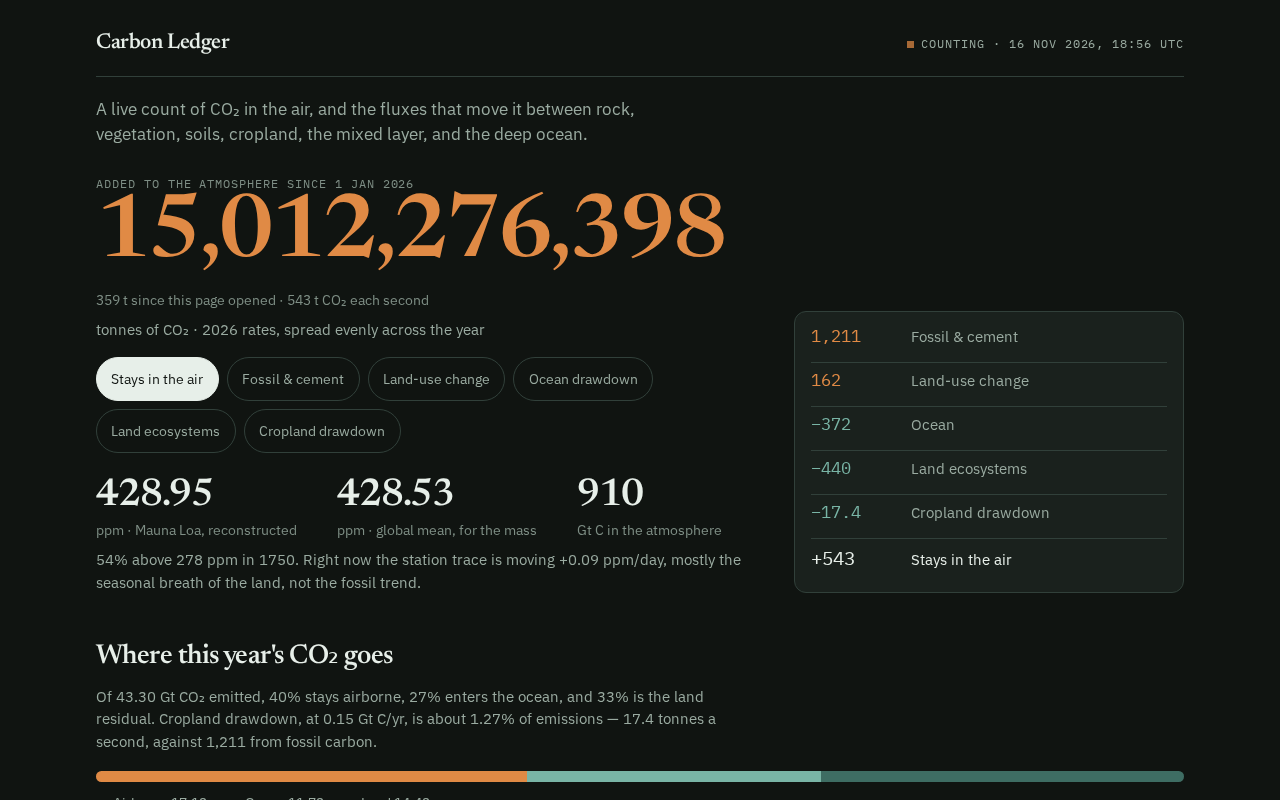 Carbon Ledger
COUNTING · 16 NOV 2026, 18:56 UTC
A live count of CO₂ in the air, and the fluxes that move it between rock,
vegetation, soils, cropland, the mixed layer, and the deep ocean.
ADDED TO THE ATMOSPHERE SINCE 1 JAN 2026
15,012,276,398
359 t since this page opened · 543 t CO₂ each second
tonnes of CO₂ · 2026 rates, spread evenly across the year
Stays in the air
Fossil & cement
Land-use change
Ocean drawdown
Land ecosystems
Cropland drawdown
428.95
ppm · Mauna Loa, reconstructed
428.53
ppm · global mean, for the mass
910
Gt C in the atmosphere
54% above 278 ppm in 1750. Right now the station trace is moving +0.09 ppm/day, mostly the
seasonal breath of the land, not the fossil trend.
1,211 Fossil & cement
162 Land-use change
−372 Ocean
−440 Land ecosystems
−17.4 Cropland drawdown
+543 Stays in the air
Where this year's CO₂ goes
Of 43.30 Gt CO₂ emitted, 40% stays airborne, 27% enters the ocean, and 33% is the land
residual. Cropland drawdown, at 0.15 Gt C/yr, is about 1.27% of emissions — 17.4 tonnes a
second, against 1,211 from fossil carbon.